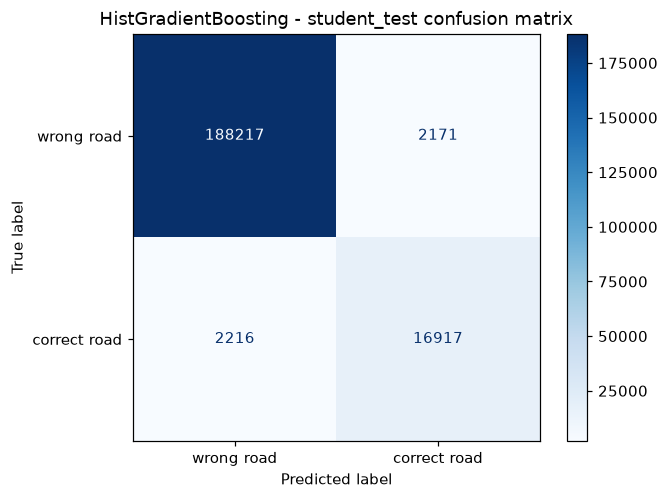 HistGradientBoosting - student_test confusion matrix
175000
150000
125000
100000
75000
50000
25000
True label
wrong road
188217
2171
correct road
2216
16917
wrong road
correct road
Predicted label